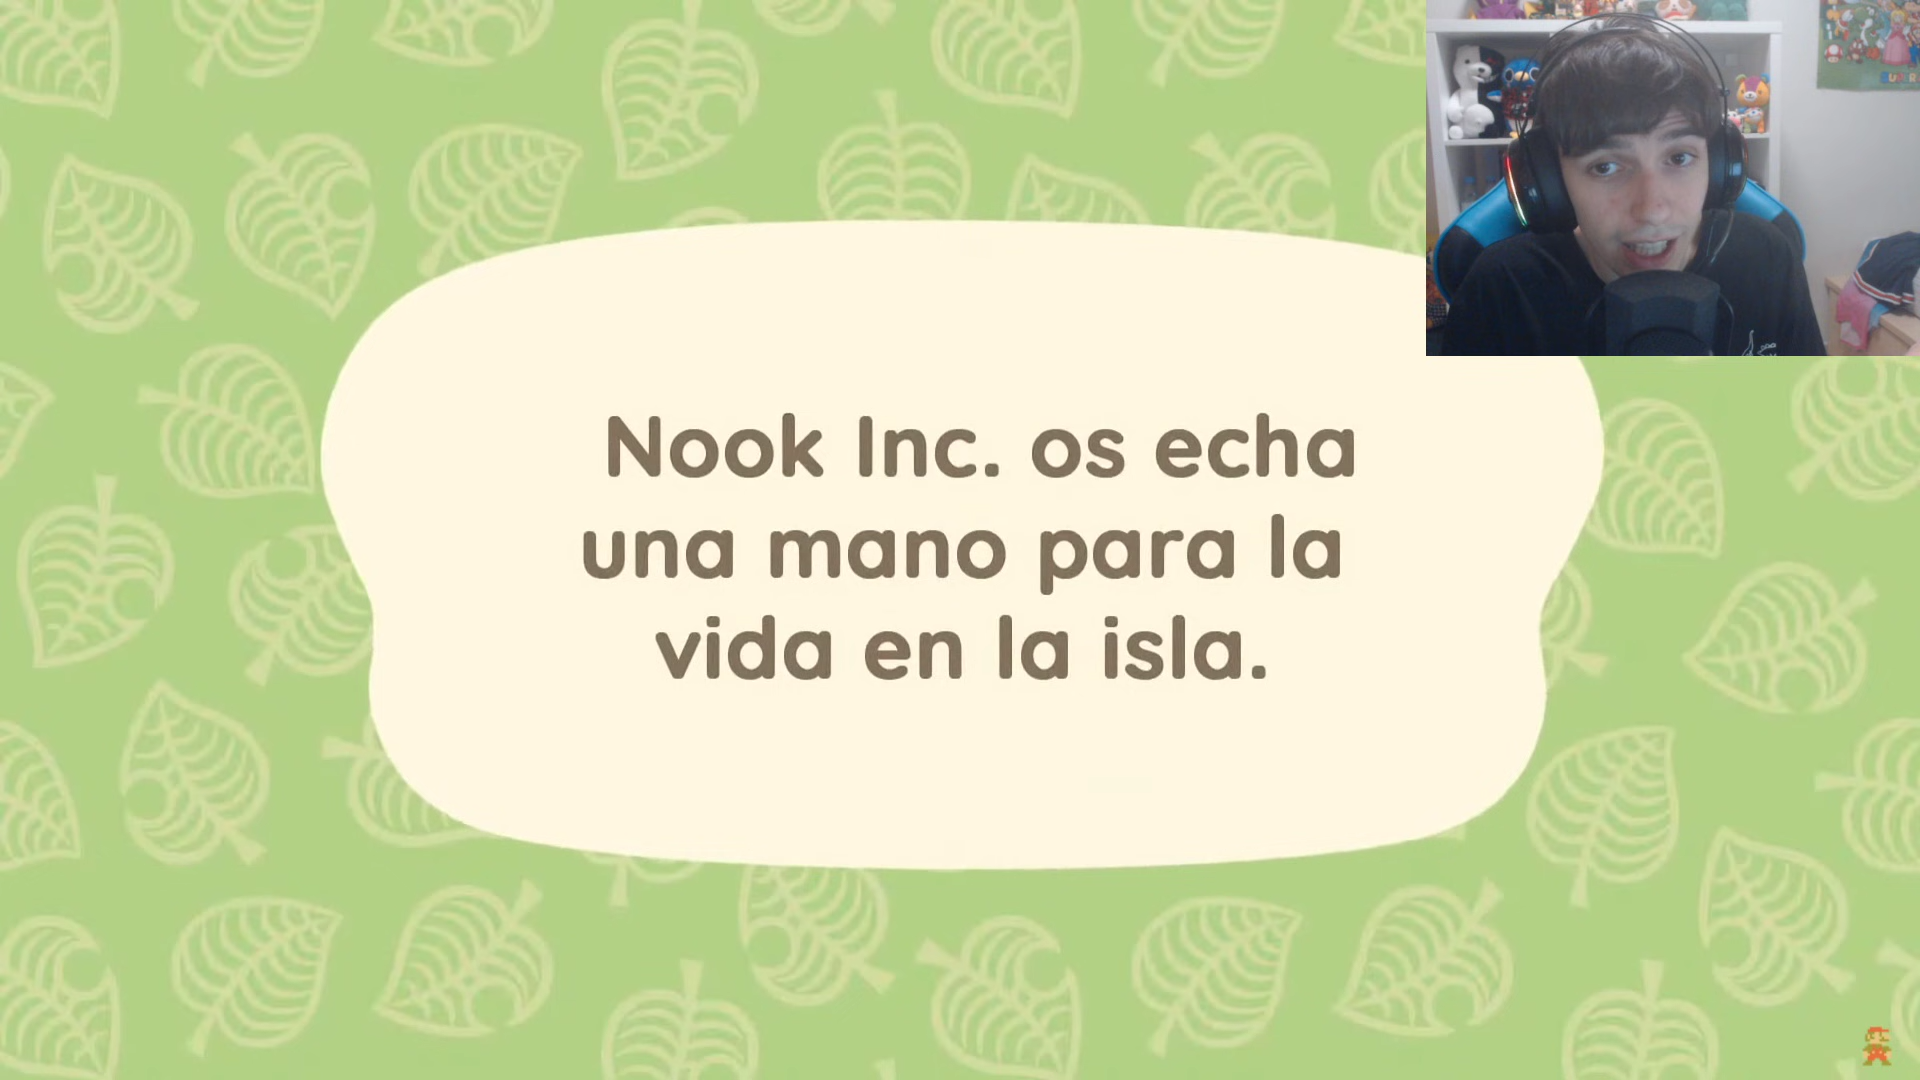 Nook Inc. os echa
una mano para la
vida en la isla.